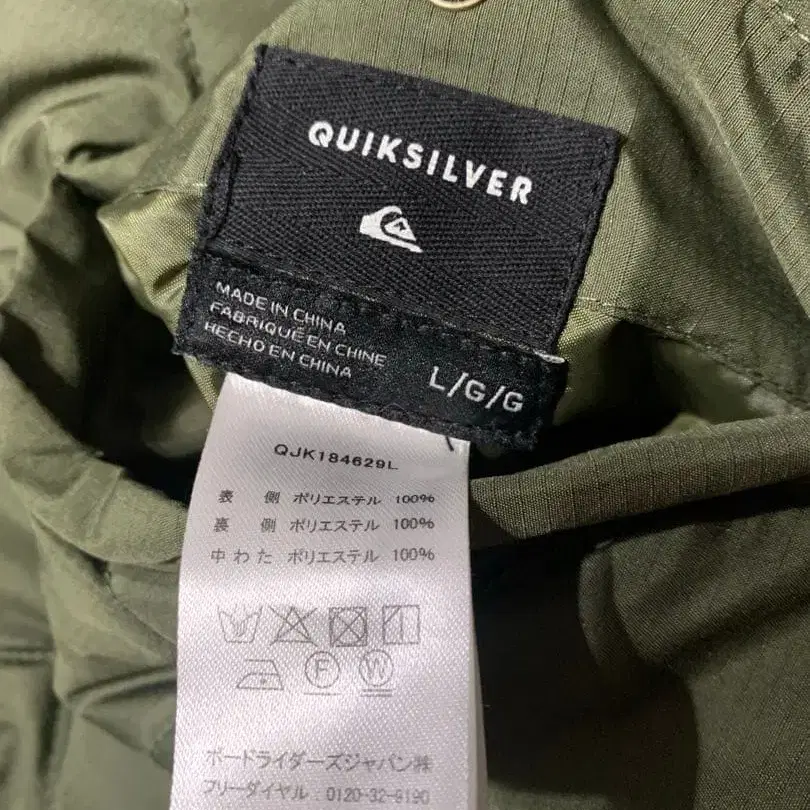 QUIKSILVER
MADE IN CHINA
FABRIQUÉ EN CHINE
HECHO EN CHINA
L/G/G
QJK184629L
表 側 ポリエステル 100%
裏 側 ポリエステル 100%
中わた ポリエステル 100%
F W
ボードライダーズジャパン㈱
フリーダイヤル 0120-32-9190